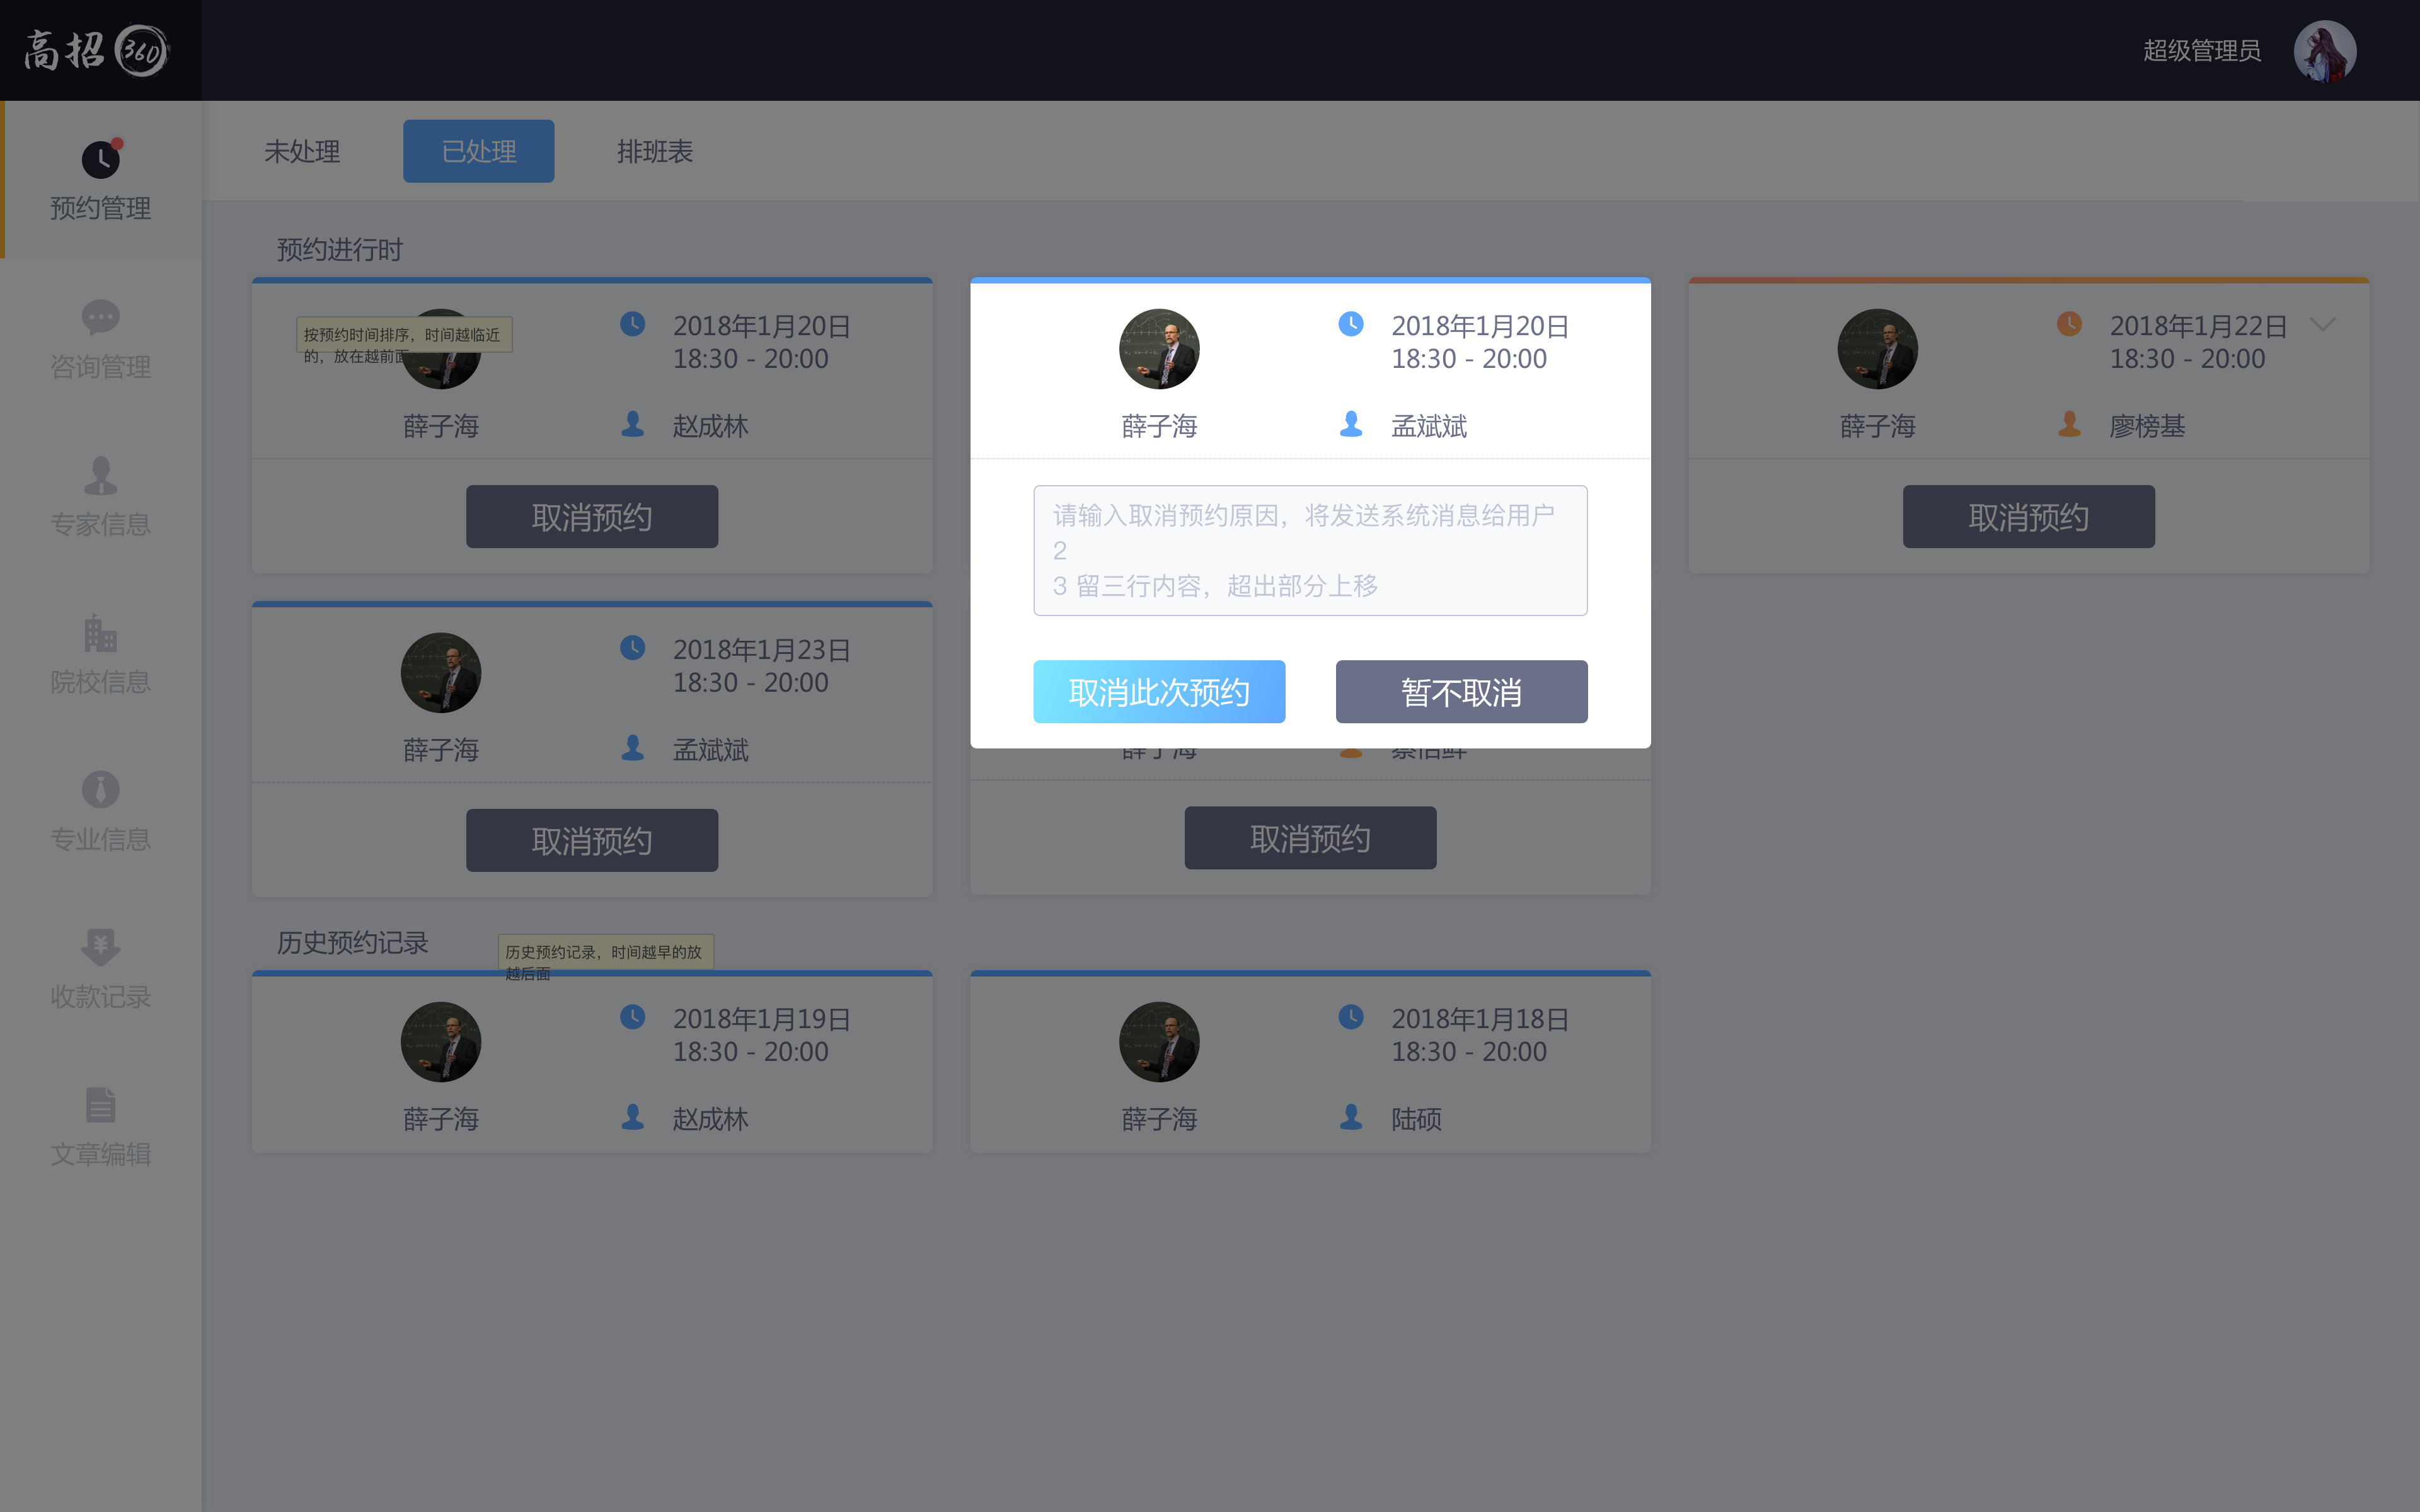 高招360
超级管理员
未处理
已处理
排班表
预约管理
咨询管理
专家信息
院校信息
专业信息
收款记录
文章编辑
预约进行时
按预约时间排序，时间越临近
的，放在越前面
2018年1月20日
18:30 - 20:00
薛子海
赵成林
取消预约
2018年1月20日
18:30 - 20:00
薛子海
孟斌斌
请输入取消预约原因，将发送系统消息给用户
2
3 留三行内容，超出部分上移
取消此次预约
暂不取消
2018年1月22日
18:30 - 20:00
薛子海
廖榜基
取消预约
2018年1月23日
18:30 - 20:00
薛子海
孟斌斌
取消预约
薛子海
取消预约
历史预约记录
历史预约记录，时间越早的放
越后面
2018年1月19日
18:30 - 20:00
薛子海
赵成林
2018年1月18日
18:30 - 20:00
薛子海
陆硕